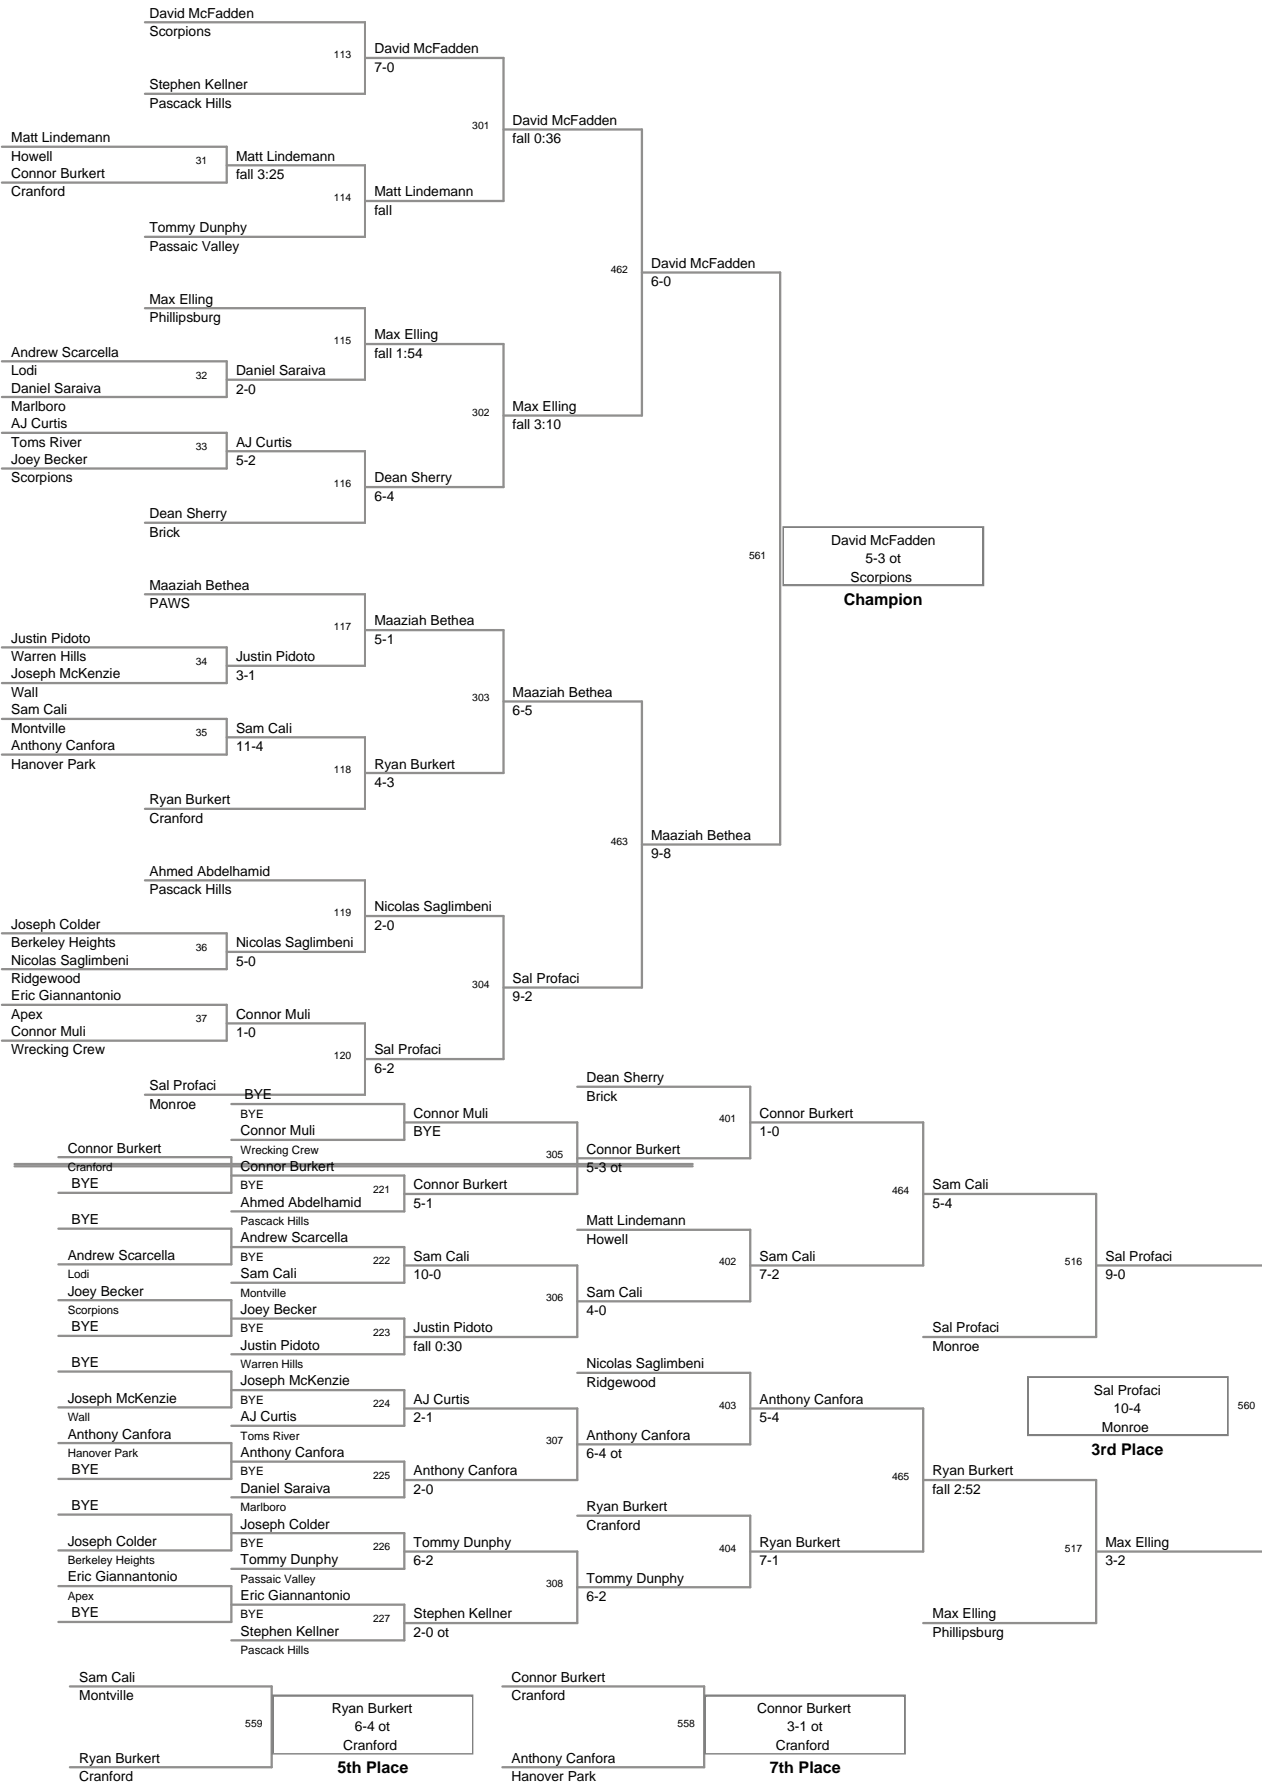 David McFadden
Scorpions
113
David McFadden
7-0
Stephen Kellner
Pascack Hills
301
David McFadden
fall 0:36
Matt Lindemann
Howell
31
Matt Lindemann
Connor Burkert
fall 3:25
Cranford
114
Matt Lindemann
fall
Tommy Dunphy
Passaic Valley
462
David McFadden
6-0
Max Elling
Phillipsburg
115
Max Elling
fall 1:54
Andrew Scarcella
Lodi
32
Daniel Saraiva
Daniel Saraiva
2-0
Marlboro
302
Max Elling
fall 3:10
AJ Curtis
Toms River
33
AJ Curtis
Joey Becker
5-2
Scorpions
116
Dean Sherry
6-4
Dean Sherry
Brick
561
David McFadden
5-3 ot
Scorpions
Champion
Maaziah Bethea
PAWS
117
Maaziah Bethea
5-1
Justin Pidoto
Warren Hills
34
Justin Pidoto
Joseph McKenzie
3-1
Wall
303
Maaziah Bethea
6-5
Sam Cali
Montville
35
Sam Cali
Anthony Canfora
11-4
Hanover Park
118
Ryan Burkert
4-3
Ryan Burkert
Cranford
463
Maaziah Bethea
9-8
Ahmed Abdelhamid
Pascack Hills
119
Nicolas Saglimbeni
2-0
Joseph Colder
Berkeley Heights
36
Nicolas Saglimbeni
Nicolas Saglimbeni
5-0
Ridgewood
304
Sal Profaci
9-2
Eric Giannantonio
Apex
37
Connor Muli
Connor Muli
1-0
Wrecking Crew
120
Sal Profaci
6-2
Sal Profaci
Monroe
BYE
BYE
Connor Muli
Wrecking Crew
Connor Muli
BYE
Dean Sherry
Brick
401
Connor Burkert
1-0
305
Connor Burkert
5-3 ot
Connor Burkert
Cranford
BYE
Connor Burkert
BYE
221
Ahmed Abdelhamid
Pascack Hills
Connor Burkert
5-1
464
Sam Cali
5-4
BYE
Andrew Scarcella
Lodi
Andrew Scarcella
BYE
222
Sam Cali
Montville
Sam Cali
10-0
Matt Lindemann
Howell
402
Sam Cali
7-2
516
Sal Profaci
9-0
306
Sam Cali
4-0
Joey Becker
Scorpions
BYE
Joey Becker
BYE
223
Justin Pidoto
Warren Hills
Justin Pidoto
fall 0:30
Sal Profaci
Monroe
BYE
Joseph McKenzie
Wall
Joseph McKenzie
BYE
224
AJ Curtis
Toms River
AJ Curtis
2-1
Nicolas Saglimbeni
Ridgewood
403
Anthony Canfora
5-4
Sal Profaci
10-4
560
Monroe
3rd Place
307
Anthony Canfora
6-4 ot
Anthony Canfora
Hanover Park
BYE
Anthony Canfora
BYE
225
Daniel Saraiva
Marlboro
Anthony Canfora
2-0
465
Ryan Burkert
fall 2:52
BYE
Joseph Colder
Berkeley Heights
Joseph Colder
BYE
226
Tommy Dunphy
Passaic Valley
Tommy Dunphy
6-2
Ryan Burkert
Cranford
404
Ryan Burkert
7-1
517
Max Elling
3-2
308
Tommy Dunphy
6-2
Eric Giannantonio
Apex
BYE
Eric Giannantonio
BYE
227
Stephen Kellner
Pascack Hills
Stephen Kellner
2-0 ot
Max Elling
Phillipsburg
Sam Cali
Montville
559
Ryan Burkert
6-4 ot
Cranford
5th Place
Ryan Burkert
Cranford
Connor Burkert
Cranford
558
Connor Burkert
3-1 ot
Cranford
7th Place
Anthony Canfora
Hanover Park